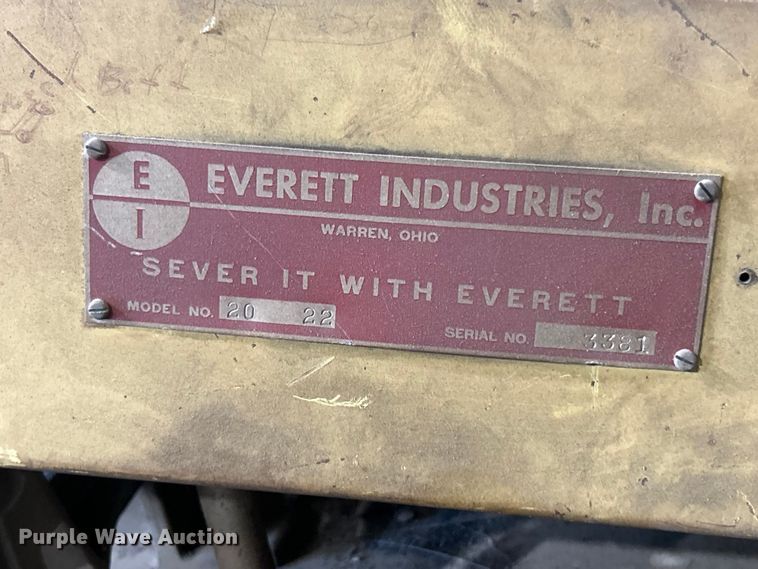 E
I
EVERETT INDUSTRIES, Inc.
WARREN, OHIO
SEVER IT WITH EVERETT
MODEL NO. 20 22
SERIAL NO. 3381
Purple Wave Auction